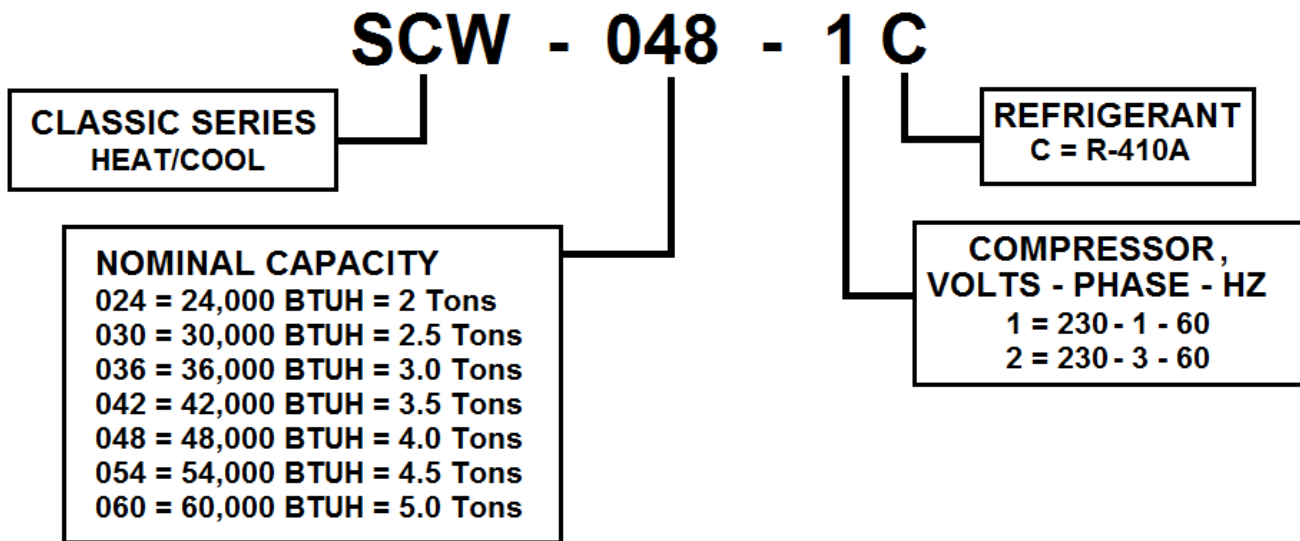 SCW - 048 - 1 C
CLASSIC SERIES
HEAT/COOL
REFRIGERANT
C = R-410A
NOMINAL CAPACITY
024 = 24,000 BTUH = 2 Tons
030 = 30,000 BTUH = 2.5 Tons
036 = 36,000 BTUH = 3.0 Tons
042 = 42,000 BTUH = 3.5 Tons
048 = 48,000 BTUH = 4.0 Tons
054 = 54,000 BTUH = 4.5 Tons
060 = 60,000 BTUH = 5.0 Tons
COMPRESSOR,
VOLTS - PHASE - HZ
1 = 230 - 1 - 60
2 = 230 - 3 - 60